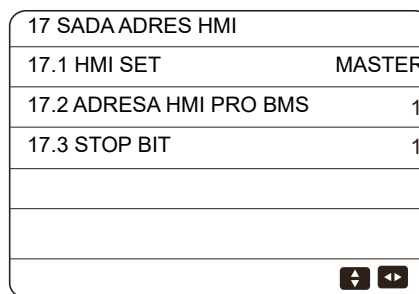 17 SADA ADRES HMI
17.1 HMI SET MASTER
17.2 ADRESA HMI PRO BMS 1
17.3 STOP BIT 1